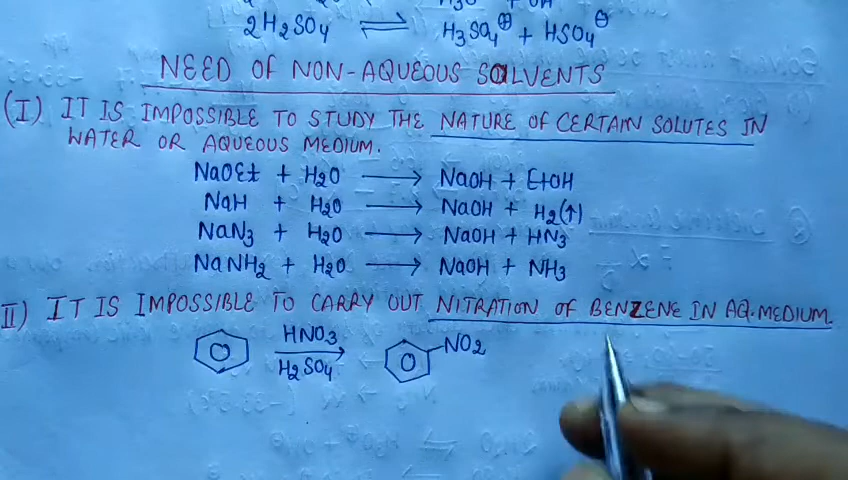 2H₂SO₄ ⇌ H₃SO₄⊕ + HSO₄⊖
NEED OF NON-AQUEOUS SOLVENTS
(I) IT IS IMPOSSIBLE TO STUDY THE NATURE OF CERTAIN SOLUTES IN
WATER OR AQUEOUS MEDIUM.
NaOEt + H₂O ⟶ NaOH + EtOH
NaH + H₂O ⟶ NaOH + H₂(↑)
NaN₃ + H₂O ⟶ NaOH + HN₃
NaNH₂ + H₂O ⟶ NaOH + NH₃
II) IT IS IMPOSSIBLE TO CARRY OUT NITRATION OF BENZENE IN AQ. MEDIUM.
HNO₃
H₂SO₄
NO₂